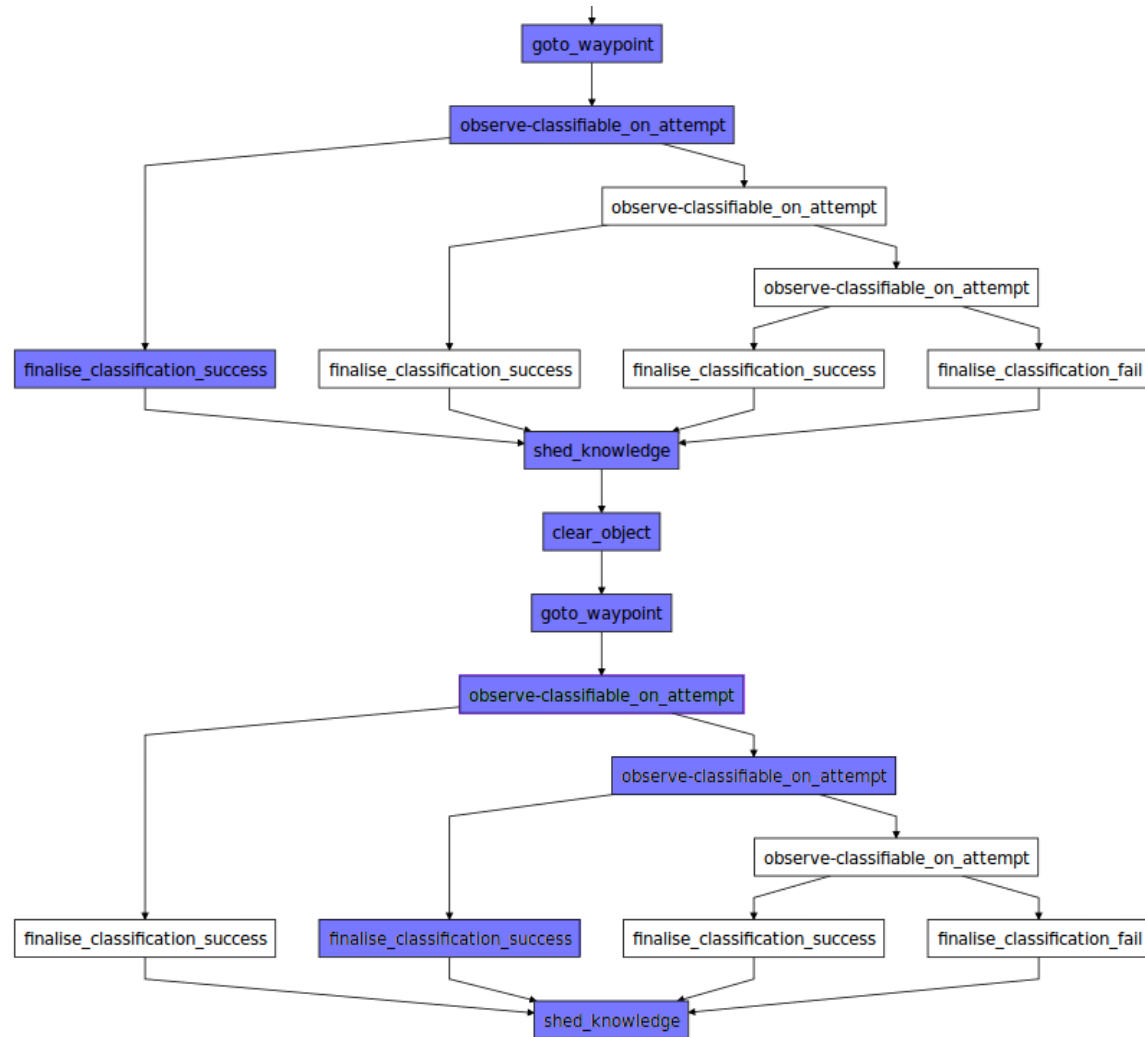 goto_waypoint
observe-classifiable_on_attempt
observe-classifiable_on_attempt
observe-classifiable_on_attempt
finalise_classification_success
finalise_classification_success
finalise_classification_success
finalise_classification_fail
shed_knowledge
clear_object
goto_waypoint
observe-classifiable_on_attempt
observe-classifiable_on_attempt
observe-classifiable_on_attempt
finalise_classification_success
finalise_classification_success
finalise_classification_success
finalise_classification_fail
shed_knowledge